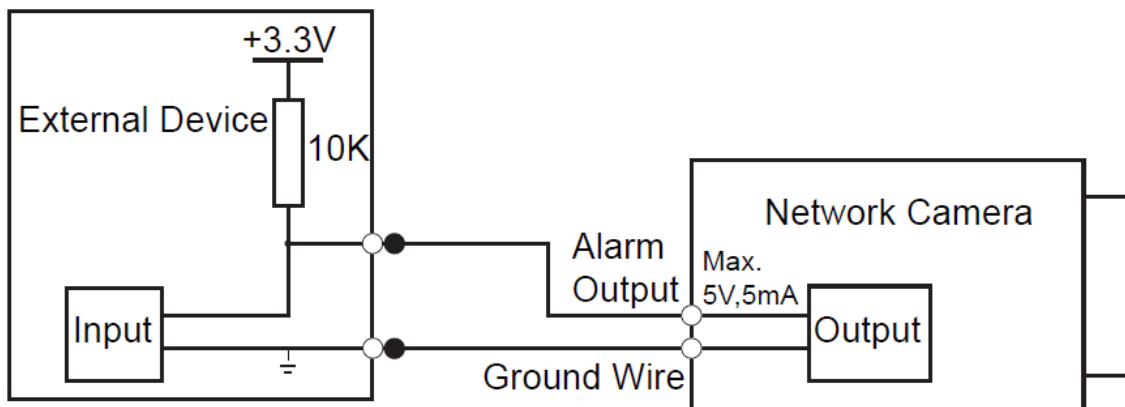 +3.3V
External Device
10K
Network Camera
Alarm
Output
Max.
5V,5mA
Input
Output
Ground Wire